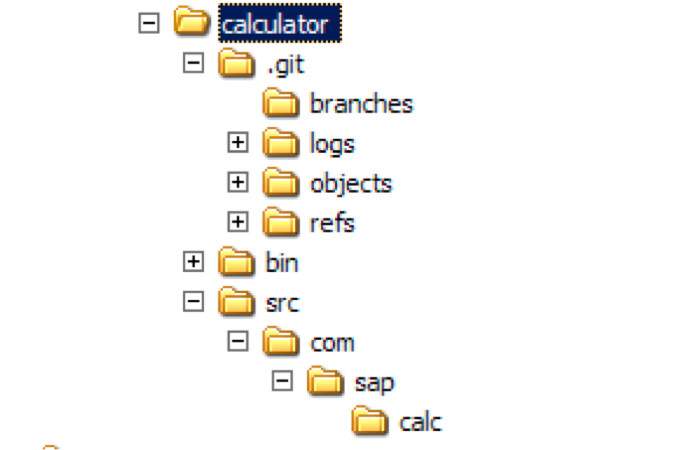 calculator
.git
branches
logs
objects
refs
bin
src
com
sap
calc